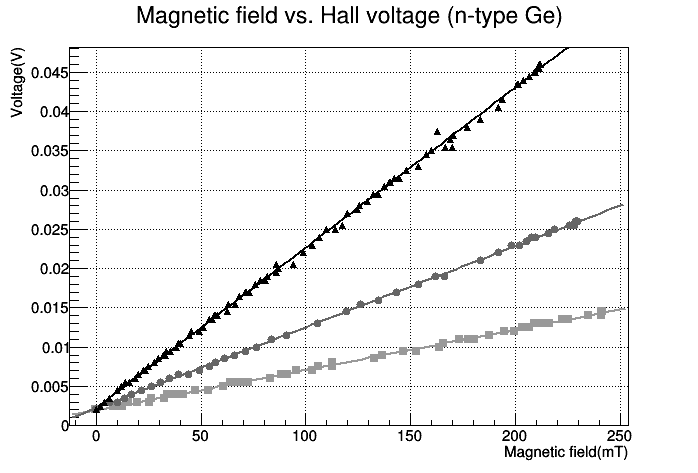 Magnetic field vs. Hall voltage (n-type Ge)
Voltage(V)
0.045
0.04
0.035
0.03
0.025
0.02
0.015
0.01
0.005
0
0 50 100 150 200 250
Magnetic field(mT)